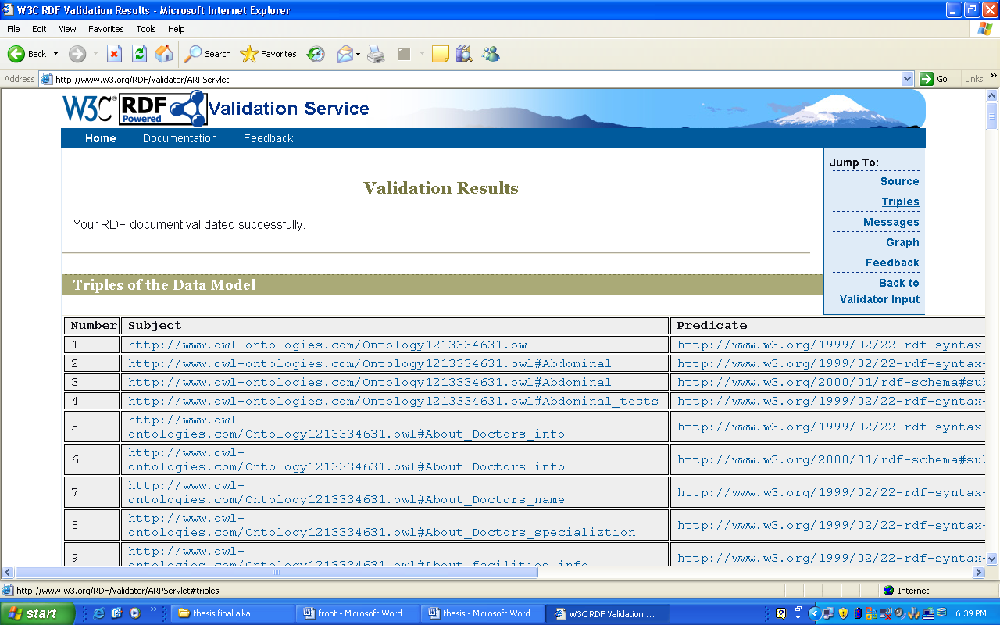 W3C RDF Validation Results - Microsoft Internet Explorer
File Edit View Favorites Tools Help
Back Search Favorites
Address http://www.w3.org/RDF/Validator/ARPServlet Go Links »
W3C® RDF Powered Validation Service
Home Documentation Feedback
Jump To:
Source
Triples
Messages
Graph
Feedback
Back to
Validator Input
Validation Results
Your RDF document validated successfully.
Triples of the Data Model
Number Subject Predicate
1 http://www.owl-ontologies.com/Ontology1213334631.owl http://www.w3.org/1999/02/22-rdf-syntax-
2 http://www.owl-ontologies.com/Ontology1213334631.owl#Abdominal http://www.w3.org/1999/02/22-rdf-syntax-
3 http://www.owl-ontologies.com/Ontology1213334631.owl#Abdominal http://www.w3.org/2000/01/rdf-schema#sub
4 http://www.owl-ontologies.com/Ontology1213334631.owl#Abdominal_tests http://www.w3.org/1999/02/22-rdf-syntax-
5 http://www.owl-
ontologies.com/Ontology1213334631.owl#About_Doctors_info http://www.w3.org/1999/02/22-rdf-syntax-
6 http://www.owl-
ontologies.com/Ontology1213334631.owl#About_Doctors_info http://www.w3.org/2000/01/rdf-schema#sub
7 http://www.owl-
ontologies.com/Ontology1213334631.owl#About_Doctors_name http://www.w3.org/1999/02/22-rdf-syntax-
8 http://www.owl-
ontologies.com/Ontology1213334631.owl#About_Doctors_specializtion http://www.w3.org/1999/02/22-rdf-syntax-
9 http://www.owl-
ontologies.com/Ontology1213334631.owl#About_facilities_info http://www.w3.org/1999/02/22-rdf-syntax-
http://www.w3.org/RDF/Validator/ARPServlet#triples Internet
start » thesis final alka front - Microsoft Word thesis - Microsoft Word W3C RDF Validation ... 6:39 PM